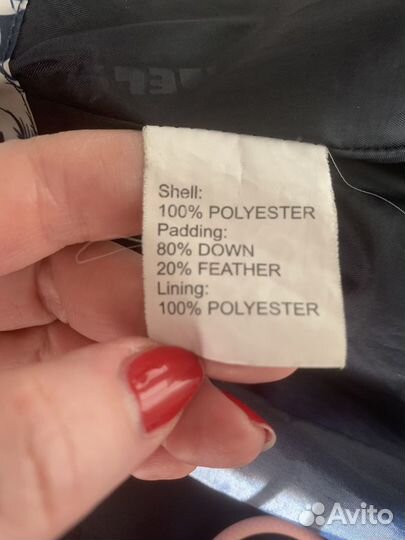 Shell:
100% POLYESTER
Padding:
80% DOWN
20% FEATHER
Lining:
100% POLYESTER
Avito